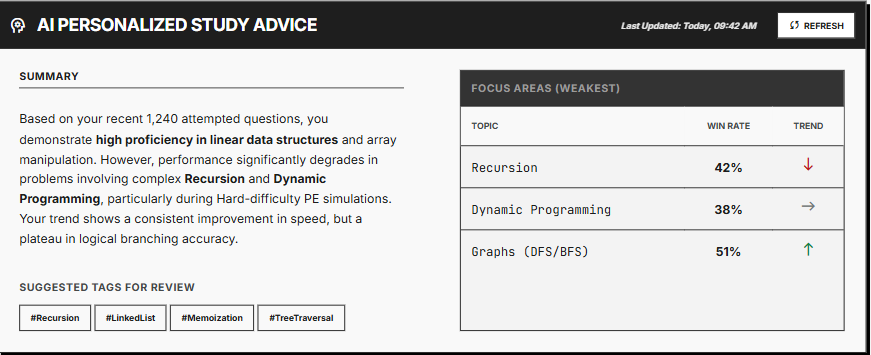 AI PERSONALIZED STUDY ADVICE
Last Updated: Today, 09:42 AM
REFRESH
SUMMARY
Based on your recent 1,240 attempted questions, you
demonstrate high proficiency in linear data structures and array
manipulation. However, performance significantly degrades in
problems involving complex Recursion and Dynamic
Programming, particularly during Hard-difficulty PE simulations.
Your trend shows a consistent improvement in speed, but a
plateau in logical branching accuracy.
SUGGESTED TAGS FOR REVIEW
#Recursion #LinkedList #Memoization #TreeTraversal
FOCUS AREAS (WEAKEST)
TOPIC WIN RATE TREND
Recursion 42% ↓
Dynamic Programming 38% →
Graphs (DFS/BFS) 51% ↑